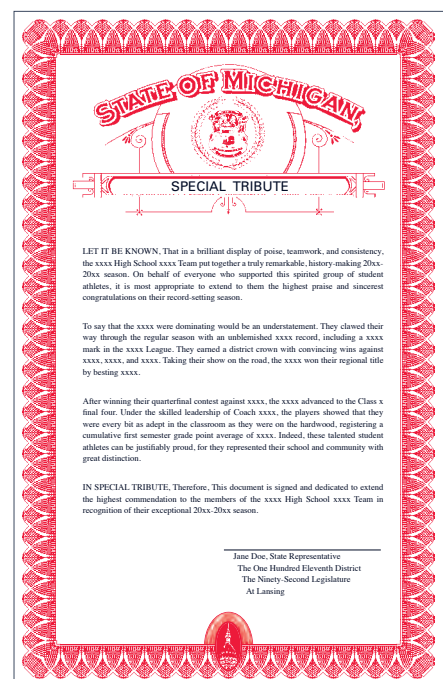 STATE OF MICHIGAN,
SPECIAL TRIBUTE
LET IT BE KNOWN, That in a brilliant display of poise, teamwork, and consistency,
the xxxx High School xxxx Team put together a truly remarkable, history-making 20xx-
20xx season. On behalf of everyone who supported this spirited group of student
athletes, it is most appropriate to extend to them the highest praise and sincerest
congratulations on their record-setting season.
To say that the xxxx were dominating would be an understatement. They clawed their
way through the regular season with an unblemished xxxx record, including a xxxx
mark in the xxxx League. They earned a district crown with convincing wins against
xxxx, xxxx, and xxxx. Taking their show on the road, the xxxx won their regional title
by besting xxxx.
After winning their quarterfinal contest against xxxx, the xxxx advanced to the Class x
final four. Under the skilled leadership of Coach xxxx, the players showed that they
were every bit as adept in the classroom as they were on the hardwood, registering a
cumulative first semester grade point average of xxxx. Indeed, these talented student
athletes can be justifiably proud, for they represented their school and community with
great distinction.
IN SPECIAL TRIBUTE, Therefore, This document is signed and dedicated to extend
the highest commendation to the members of the xxxx High School xxxx Team in
recognition of their exceptional 20xx-20xx season.
Jane Doe, State Representative
The One Hundred Eleventh District
The Ninety-Second Legislature
At Lansing